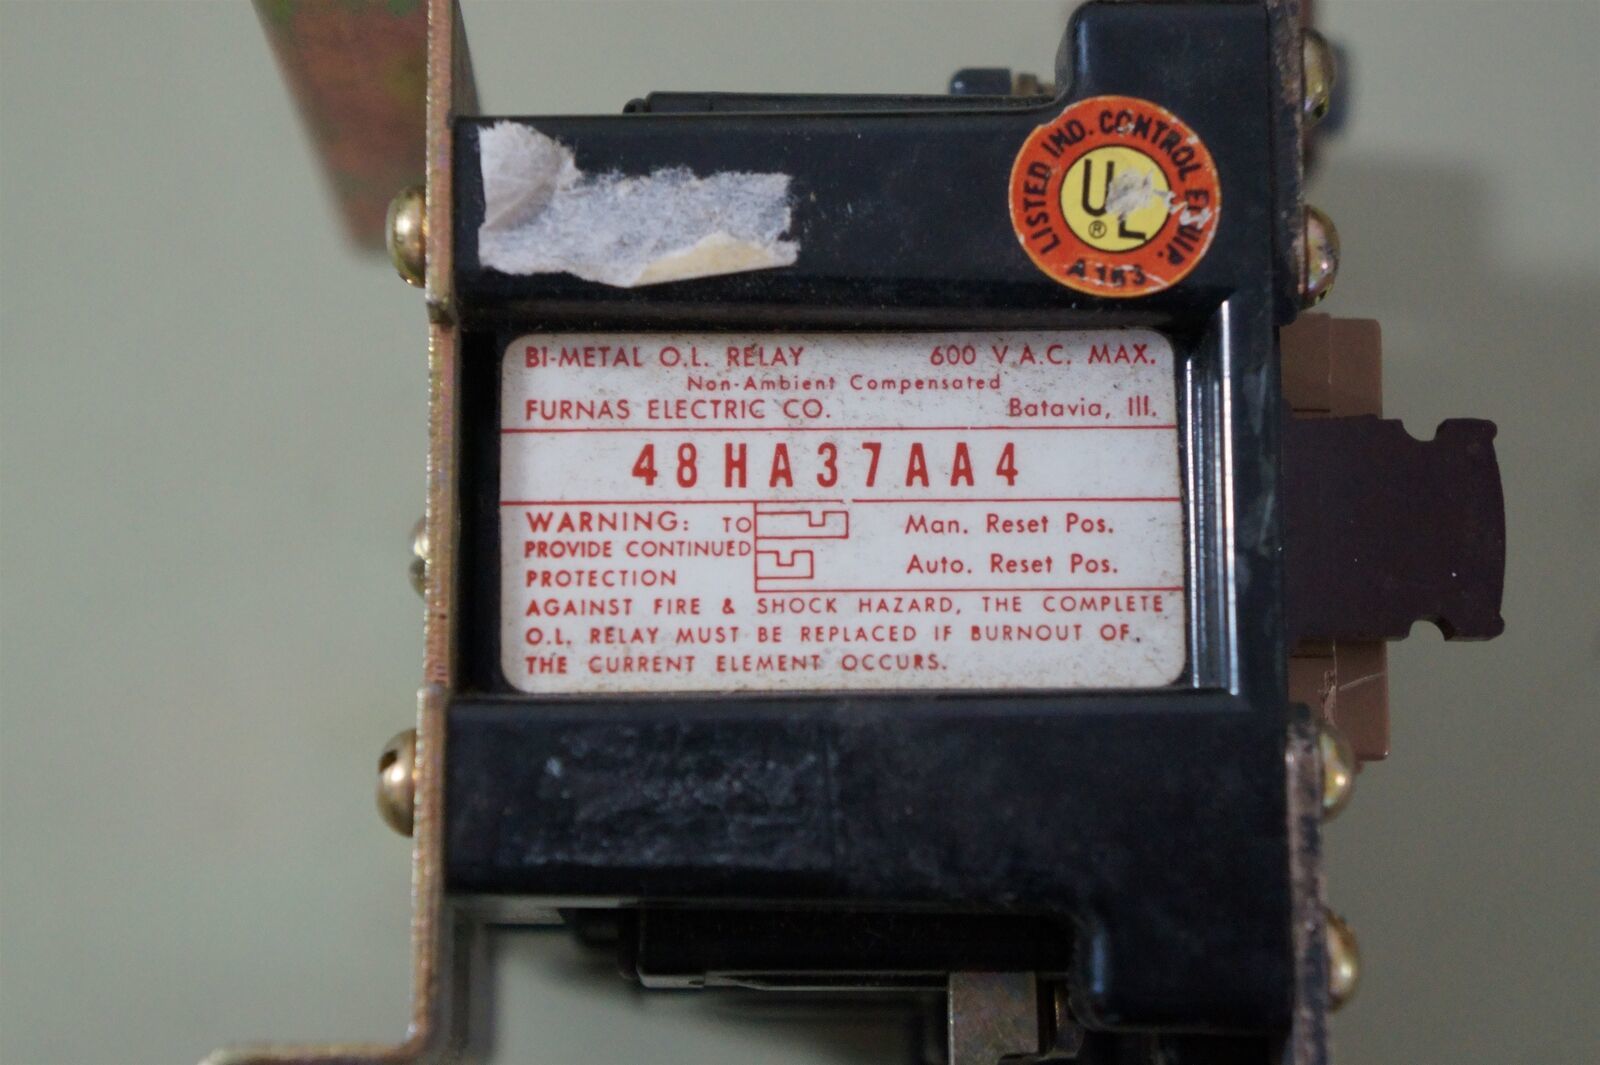 LISTED IND. CONTROL EQUIP.
UL
®
A153
BI-METAL O.L. RELAY 600 V.A.C. MAX.
Non-Ambient Compensated
FURNAS ELECTRIC CO. Batavia, Ill.
48HA37AA4
WARNING: TO Man. Reset Pos.
PROVIDE CONTINUED Auto. Reset Pos.
PROTECTION
AGAINST FIRE & SHOCK HAZARD, THE COMPLETE
O.L. RELAY MUST BE REPLACED IF BURNOUT OF.
THE CURRENT ELEMENT OCCURS.